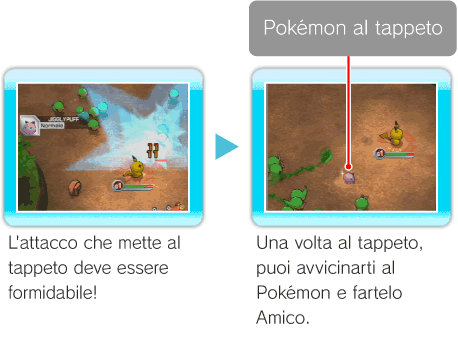 Pokémon al tappeto
JIGGLYPUFF
Normale
L'attacco che mette al
tappeto deve essere
formidabile!
Una volta al tappeto,
puoi avvicinarti al
Pokémon e fartelo
Amico.